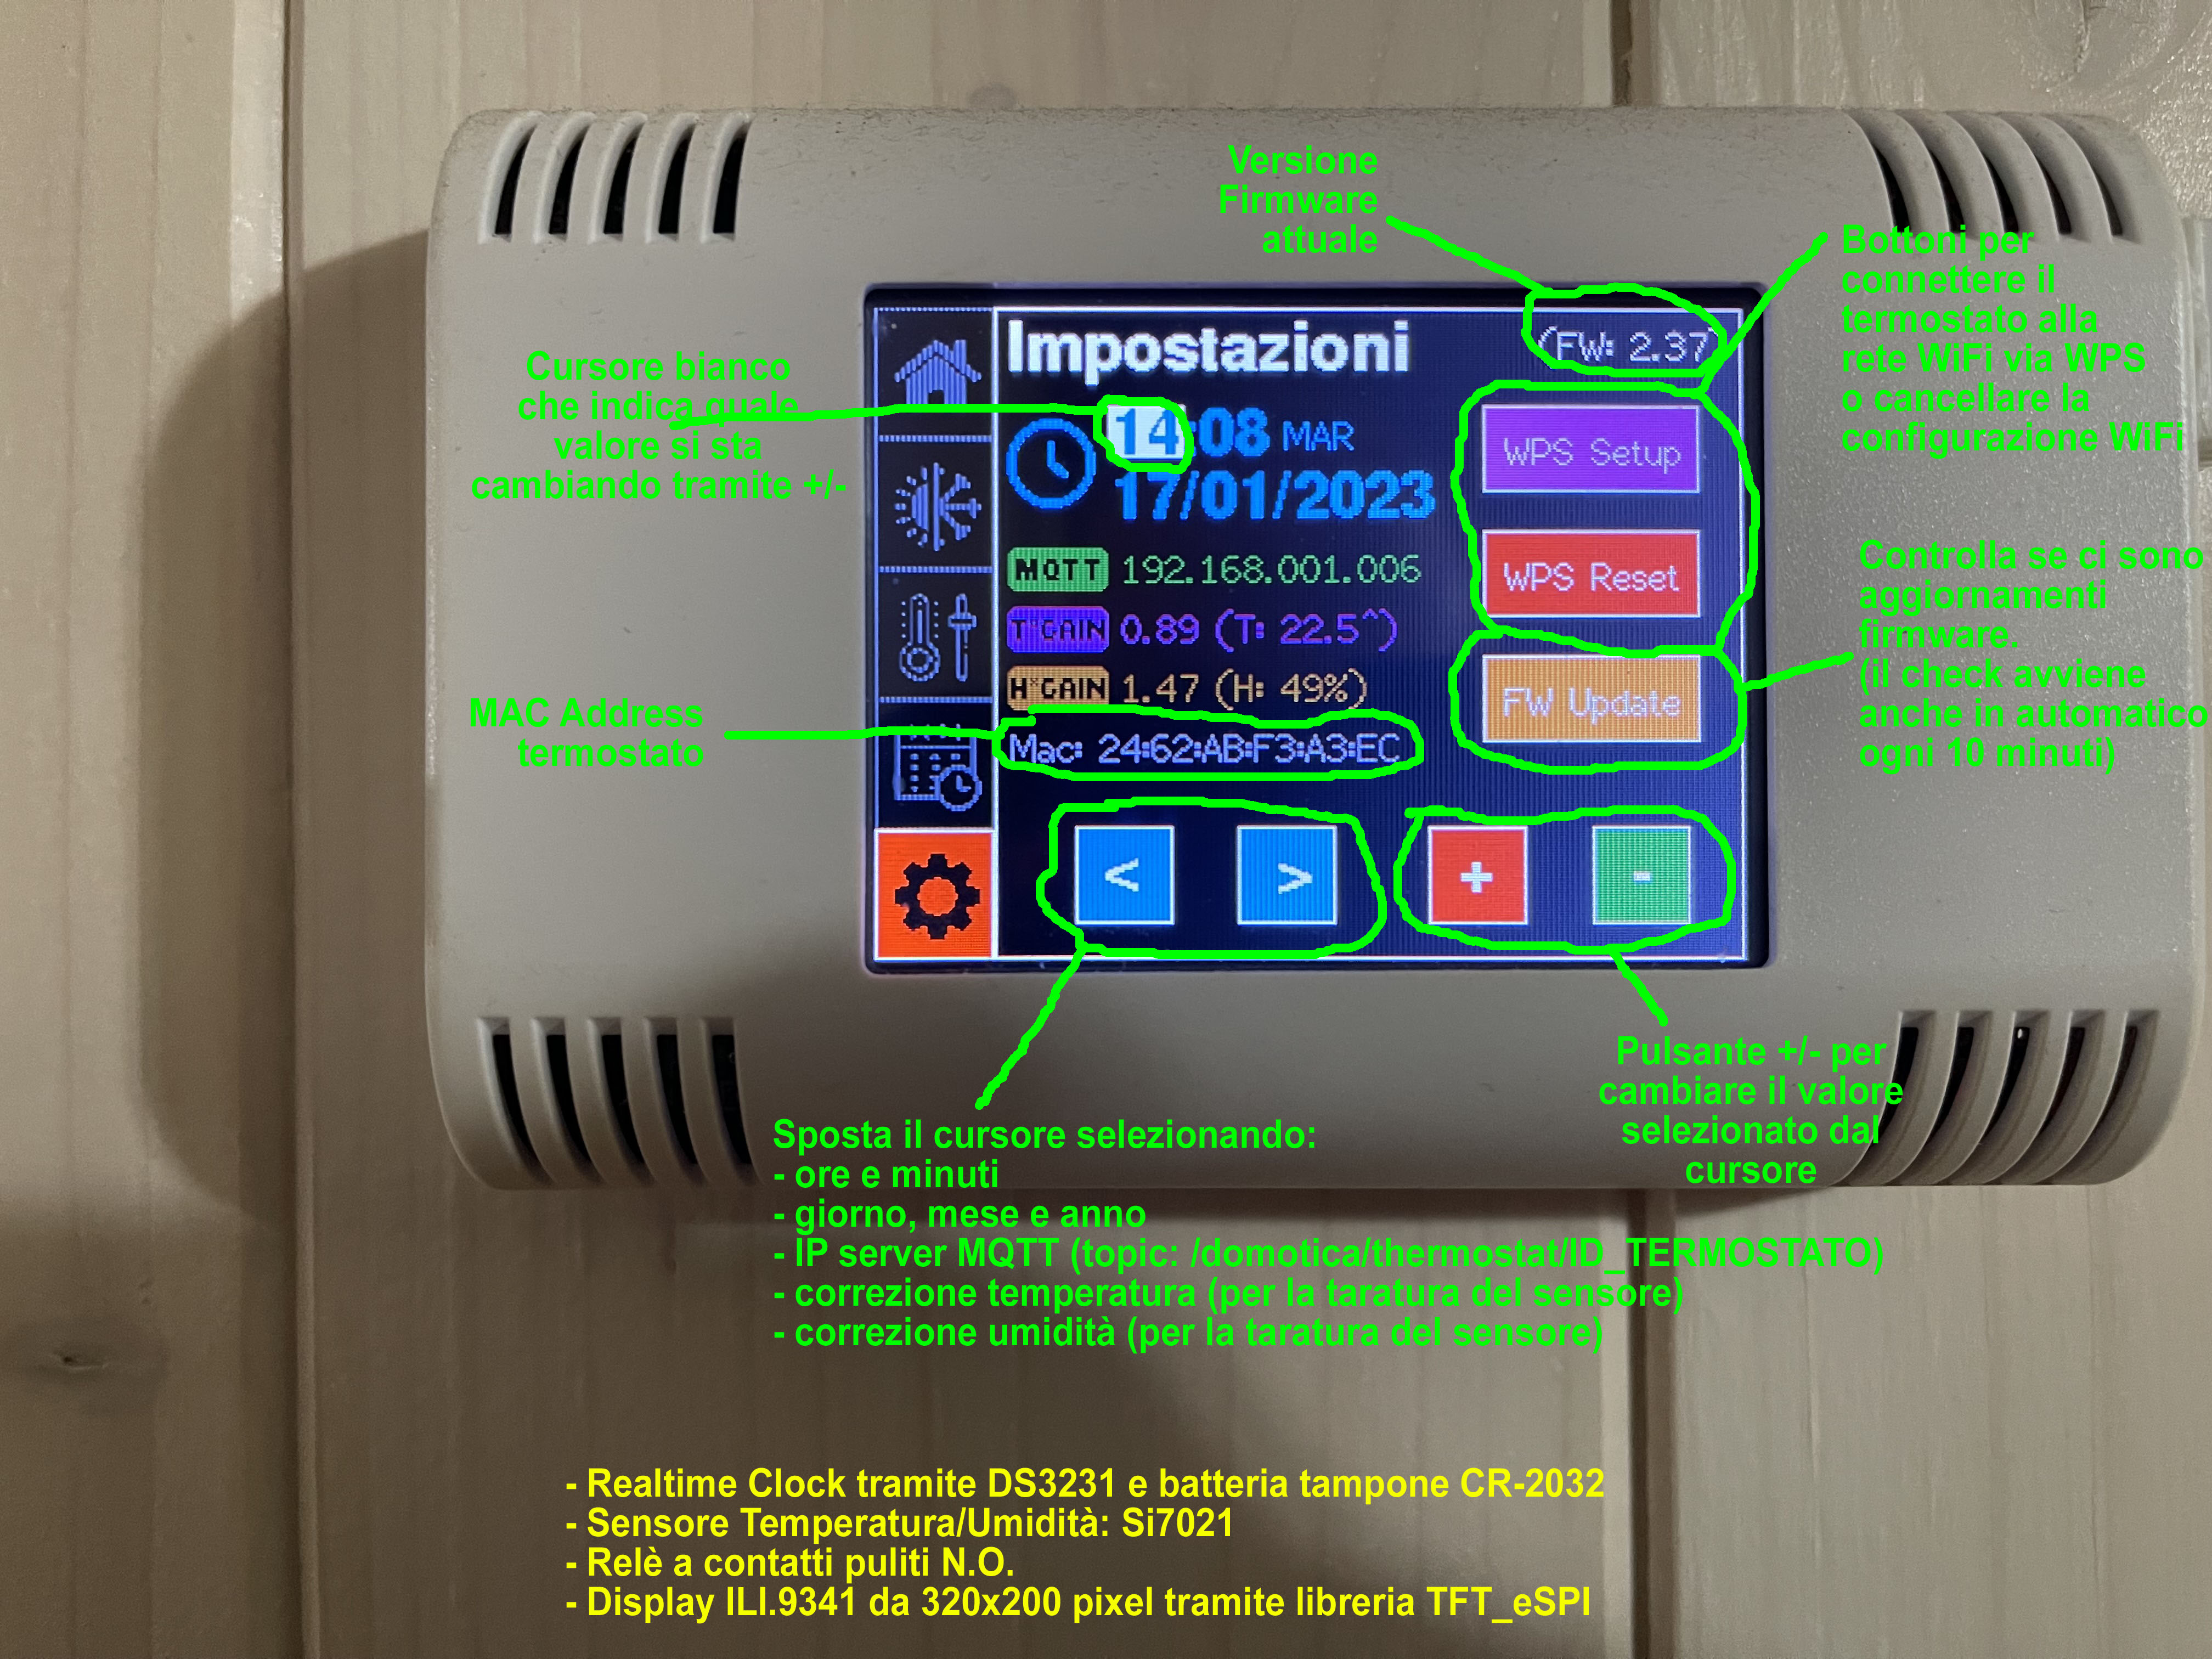 Versione
Firmware
attuale
Bottoni per
connettere il
termostato alla
rete WiFi via WPS
o cancellare la
configurazione WiFi
Cursore bianco
che indica quale
valore si sta
cambiando tramite +/-
Impostazioni
(FW: 2.37)
14:08 MAR
17/01/2023
WPS Setup
MQTT 192.168.001.006
WPS Reset
T*GAIN 0.89 (T: 22.5^)
H*GAIN 1.47 (H: 49%)
FW Update
Mac: 24:62:AB:F3:A3:EC
< > + -
Controlla se ci sono
aggiornamenti
firmware.
(il check avviene
anche in automatico
ogni 10 minuti)
MAC Address
termostato
Pulsante +/- per
cambiare il valore
selezionato dal
cursore
Sposta il cursore selezionando:
- ore e minuti
- giorno, mese e anno
- IP server MQTT (topic: /domotica/thermostat/ID_TERMOSTATO)
- correzione temperatura (per la taratura del sensore)
- correzione umidità (per la taratura del sensore)
- Realtime Clock tramite DS3231 e batteria tampone CR-2032
- Sensore Temperatura/Umidità: Si7021
- Relè a contatti puliti N.O.
- Display ILI.9341 da 320x200 pixel tramite libreria TFT_eSPI